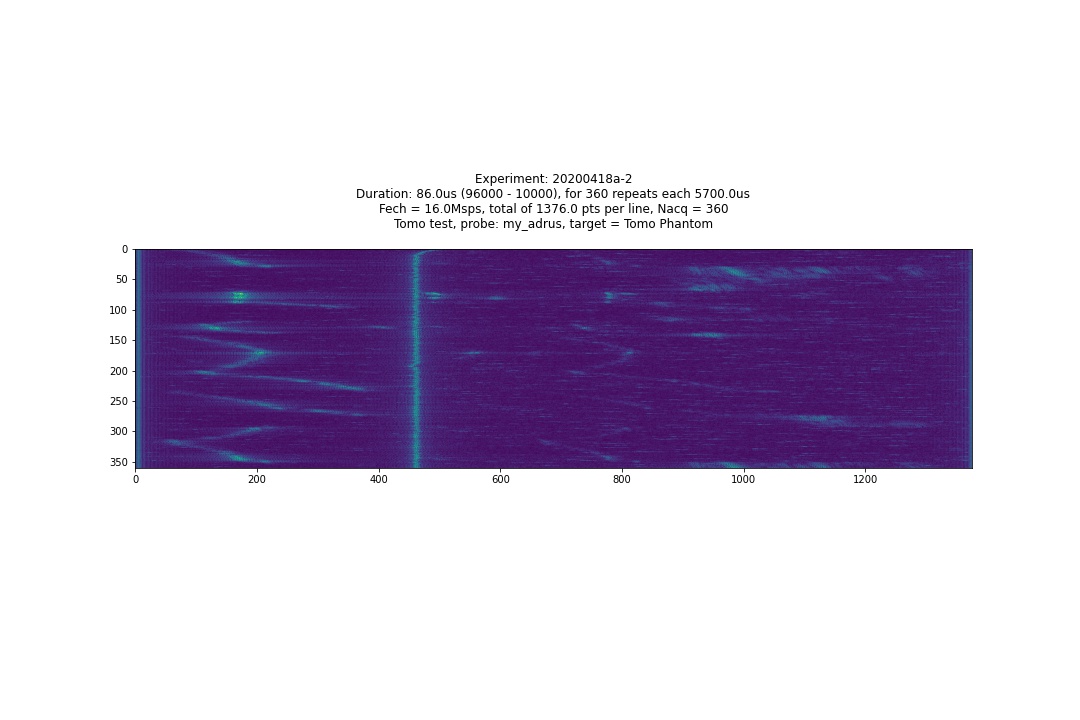 Experiment: 20200418a-2
Duration: 86.0us (96000 - 10000), for 360 repeats each 5700.0us
Fech = 16.0Msps, total of 1376.0 pts per line, Nacq = 360
Tomo test, probe: my_adrus, target = Tomo Phantom
0
50
100
150
200
250
300
350
0 200 400 600 800 1000 1200